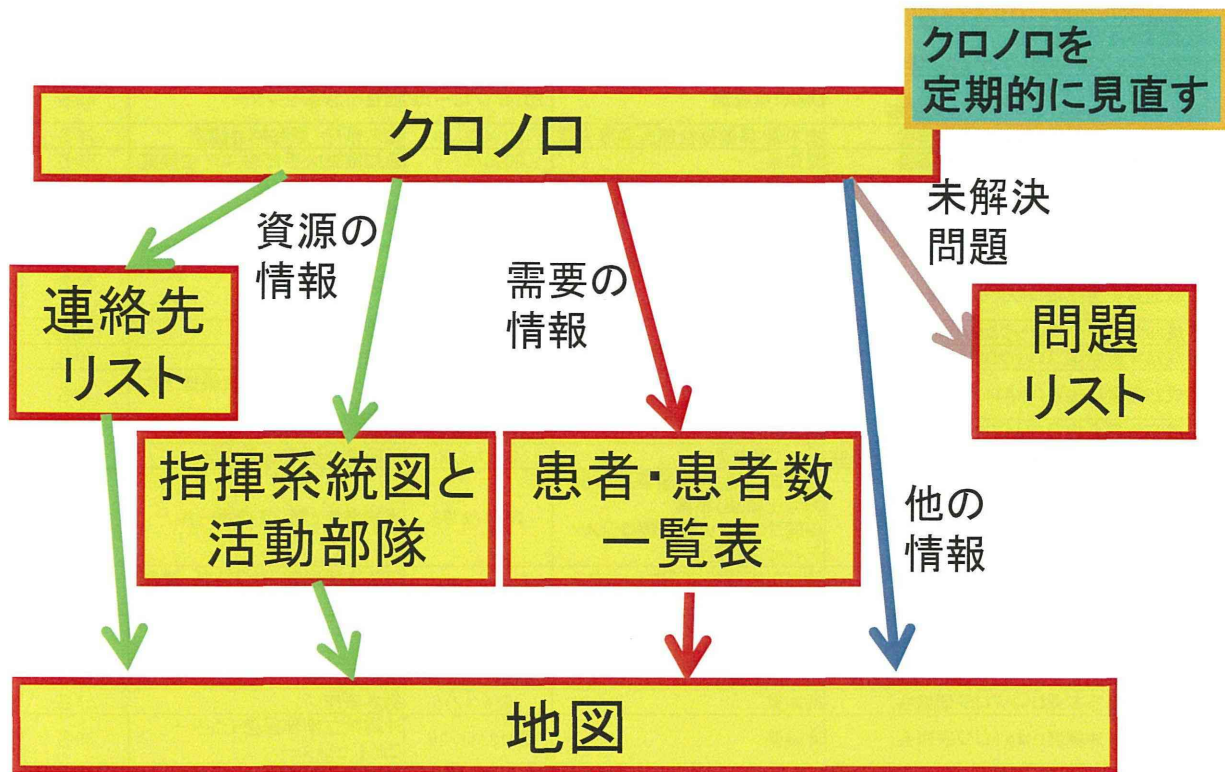 クロノロを
定期的に見直す
クロノロ
資源の
情報
需要の
情報
未解決
問題
連絡先
リスト
問題
リスト
指揮系統図と
活動部隊
患者・患者数
一覧表
他の
情報
地図